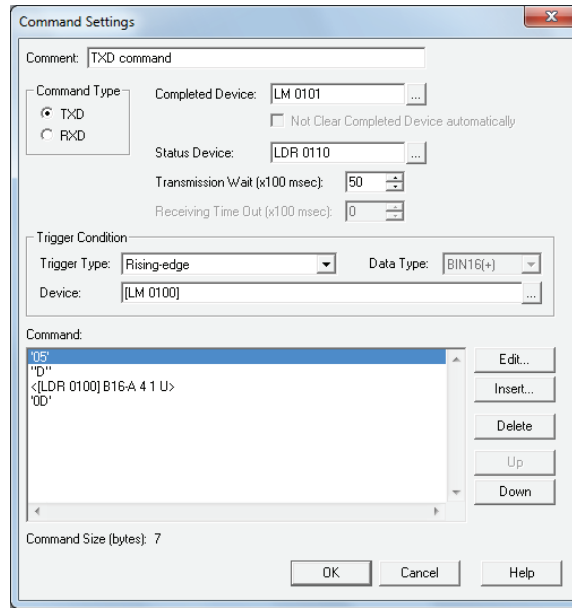 Command Settings
Comment: TXD command
Command Type
TXD
RXD
Completed Device: LM 0101 ...
Not Clear Completed Device automatically
Status Device: LDR 0110 ...
Transmission Wait (x100 msec): 50
Receiving Time Out (x100 msec): 0
Trigger Condition
Trigger Type: Rising-edge Data Type: BIN16(+)
Device: [LM 0100] ...
Command:
'05'
"D"
<[LDR 0100] B16-A 4 1 U>
'0D'
Edit...
Insert...
Delete
Up
Down
Command Size (bytes): 7
OK Cancel Help